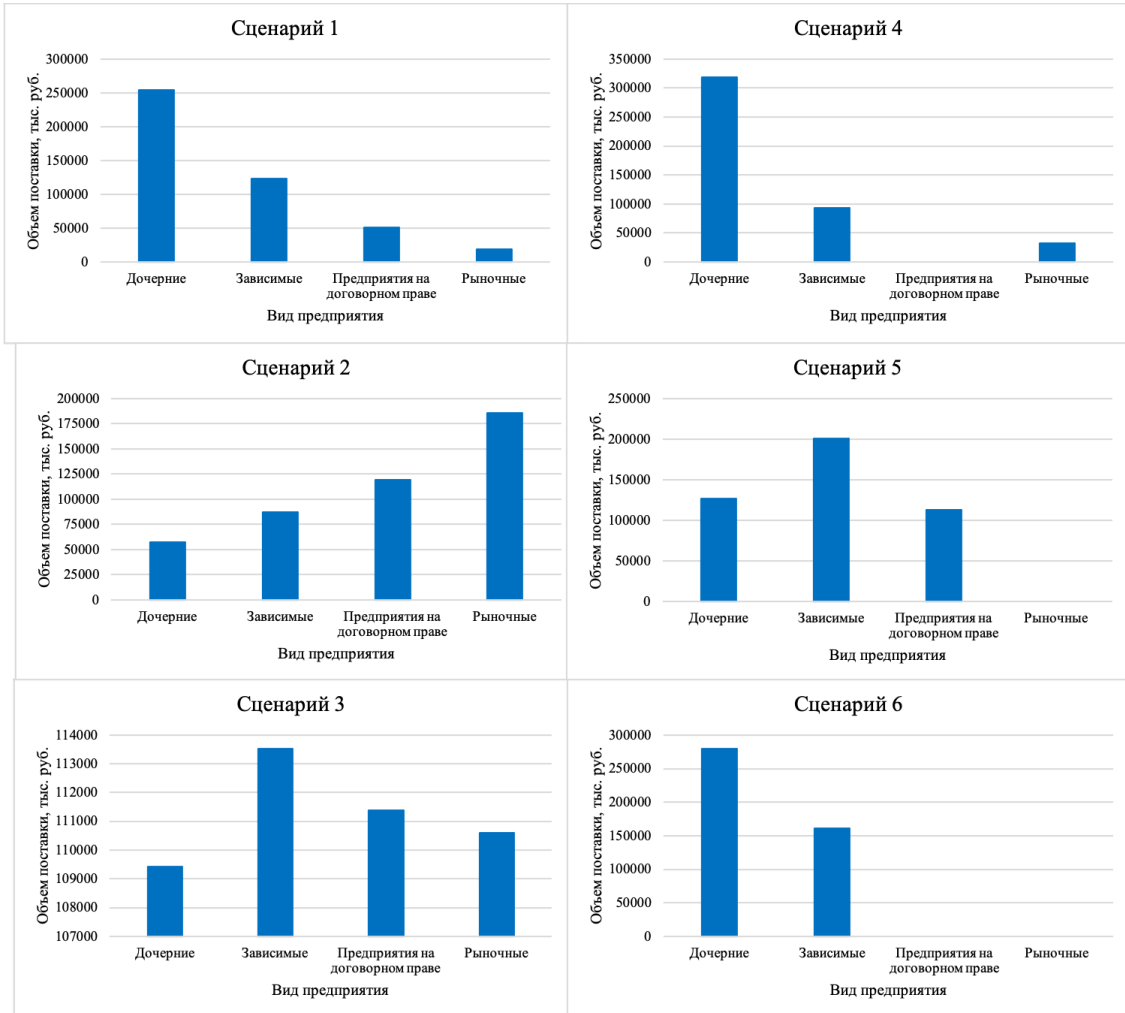 Сценарий 1
Объем поставки, тыс. руб.
300000
250000
200000
150000
100000
50000
0
Дочерние Зависимые Предприятия на договорном праве Рыночные
Вид предприятия
Сценарий 4
Объем поставки, тыс. руб.
350000
300000
250000
200000
150000
100000
50000
0
Дочерние Зависимые Предприятия на договорном праве Рыночные
Вид предприятия
Сценарий 2
Объем поставки, тыс. руб.
200000
175000
150000
125000
100000
75000
50000
25000
0
Дочерние Зависимые Предприятия на договорном праве Рыночные
Вид предприятия
Сценарий 5
Объем поставки, тыс. руб.
250000
200000
150000
100000
50000
0
Дочерние Зависимые Предприятия на договорном праве Рыночные
Вид предприятия
Сценарий 3
Объем поставки, тыс. руб.
114000
113000
112000
111000
110000
109000
108000
107000
Дочерние Зависимые Предприятия на договорном праве Рыночные
Вид предприятия
Сценарий 6
Объем поставки, тыс. руб.
300000
250000
200000
150000
100000
50000
0
Дочерние Зависимые Предприятия на договорном праве Рыночные
Вид предприятия